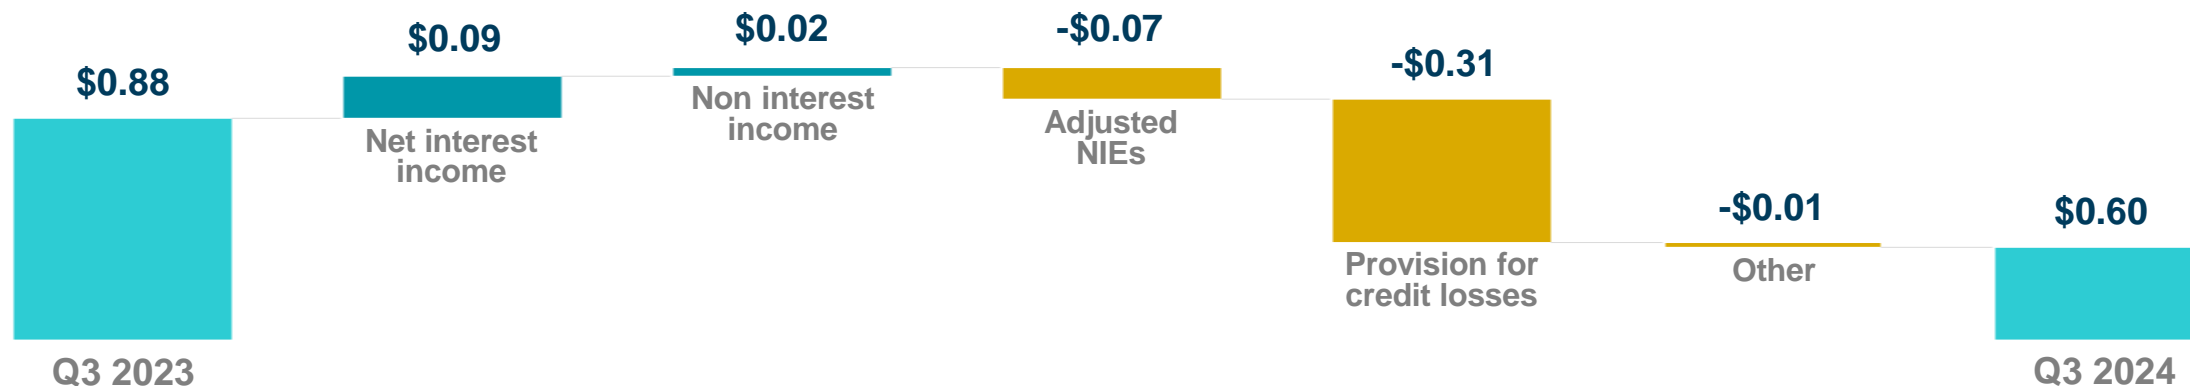 $0.88
Q3 2023
$0.09
Net interest
income
$0.02
Non interest
income
-$0.07
Adjusted
NIEs
-$0.31
Provision for
credit losses
-$0.01
Other
$0.60
Q3 2024